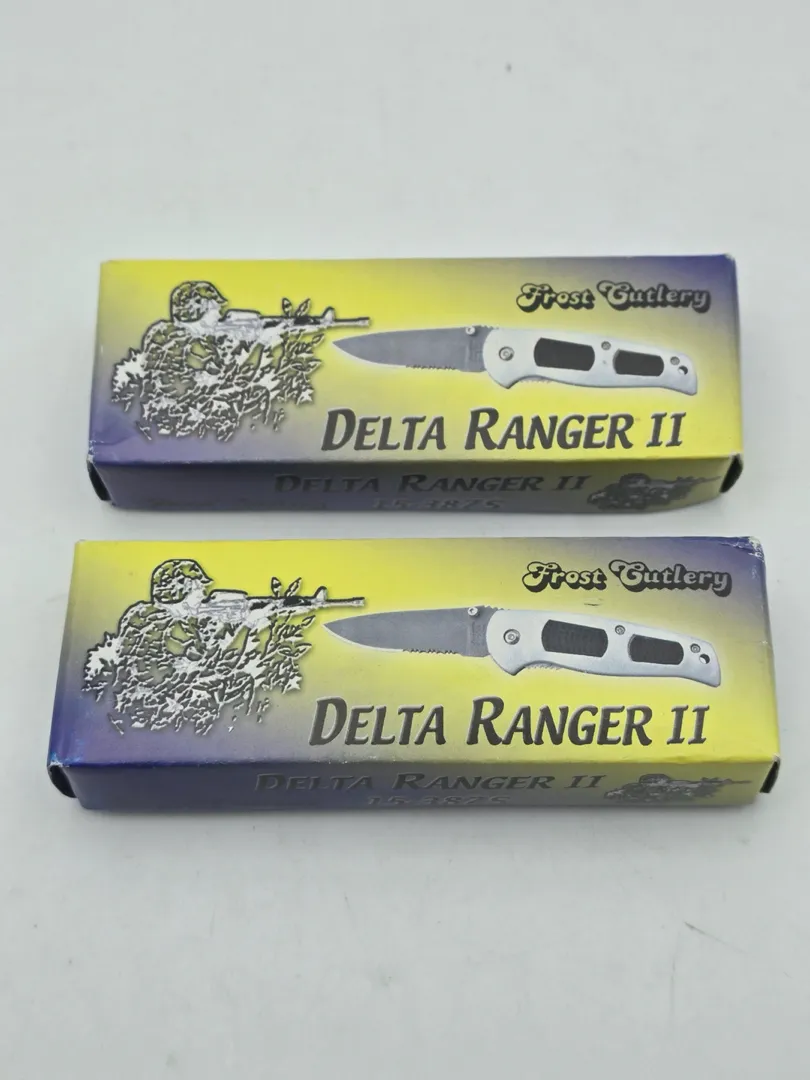 Frost Cutlery
DELTA RANGER II
DELTA RANGER II
15-387S
Frost Cutlery
DELTA RANGER II
DELTA RANGER II
15-387S